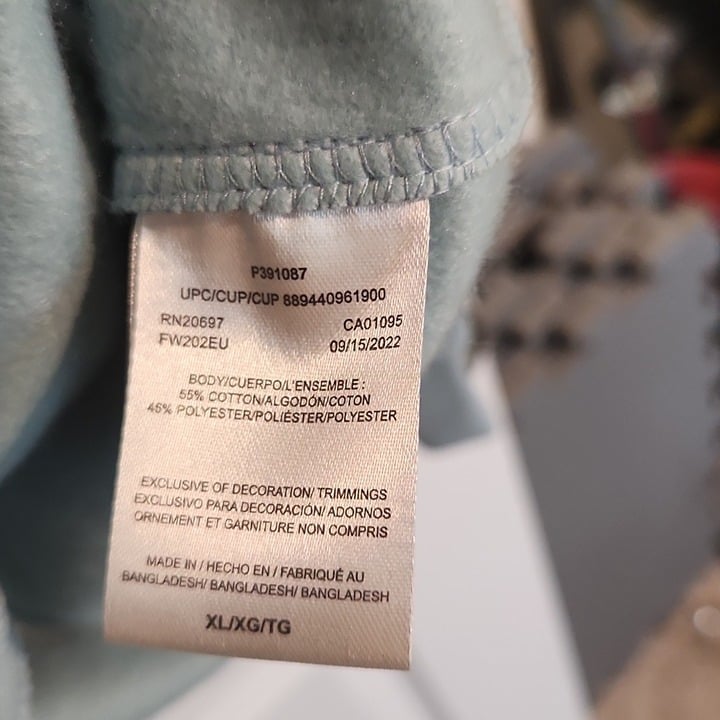 P391087
UPC/CUP/CUP 889440961900
RN20697 CA01095
FW202EU 09/15/2022
BODY/CUERPO/L'ENSEMBLE :
55% COTTON/ALGODÓN/COTON
45% POLYESTER/POLIÉSTER/POLYESTER
EXCLUSIVE OF DECORATION/ TRIMMINGS
EXCLUSIVO PARA DECORACIÓN/ ADORNOS
ORNEMENT ET GARNITURE NON COMPRIS
MADE IN / HECHO EN / FABRIQUÉ AU
BANGLADESH/ BANGLADESH/ BANGLADESH
XL/XG/TG